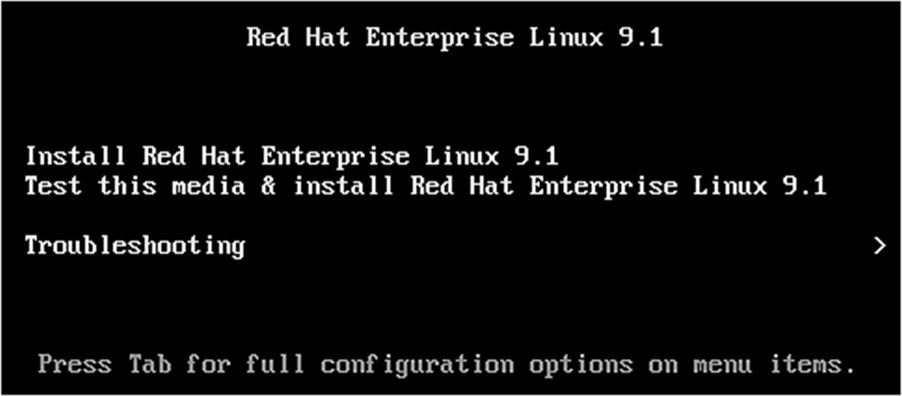 Red Hat Enterprise Linux 9.1
Install Red Hat Enterprise Linux 9.1
Test this media & install Red Hat Enterprise Linux 9.1
Troubleshooting >
Press Tab for full configuration options on menu items.